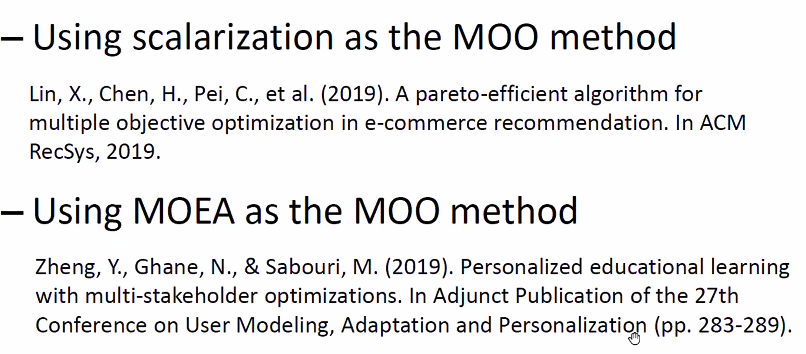 – Using scalarization as the MOO method
Lin, X., Chen, H., Pei, C., et al. (2019). A pareto-efficient algorithm for
multiple objective optimization in e-commerce recommendation. In ACM
RecSys, 2019.
– Using MOEA as the MOO method
Zheng, Y., Ghane, N., & Sabouri, M. (2019). Personalized educational learning
with multi-stakeholder optimizations. In Adjunct Publication of the 27th
Conference on User Modeling, Adaptation and Personalization (pp. 283-289).